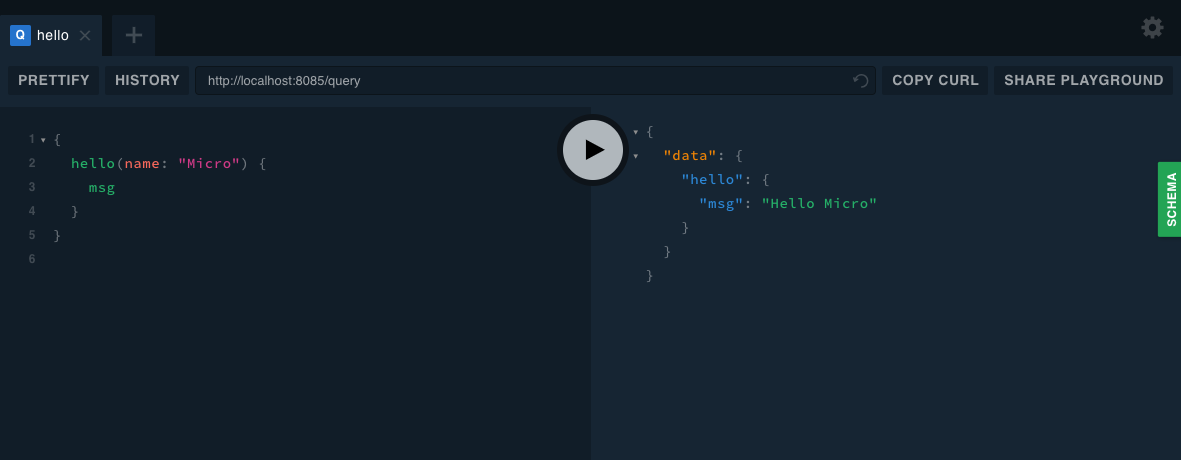 Q hello
PRETTIFY HISTORY http://localhost:8085/query COPY CURL SHARE PLAYGROUND
1 {
2 hello(name: "Micro") {
3 msg
4 }
5 }
6
{
"data": {
"hello": {
"msg": "Hello Micro"
}
}
}
SCHEMA